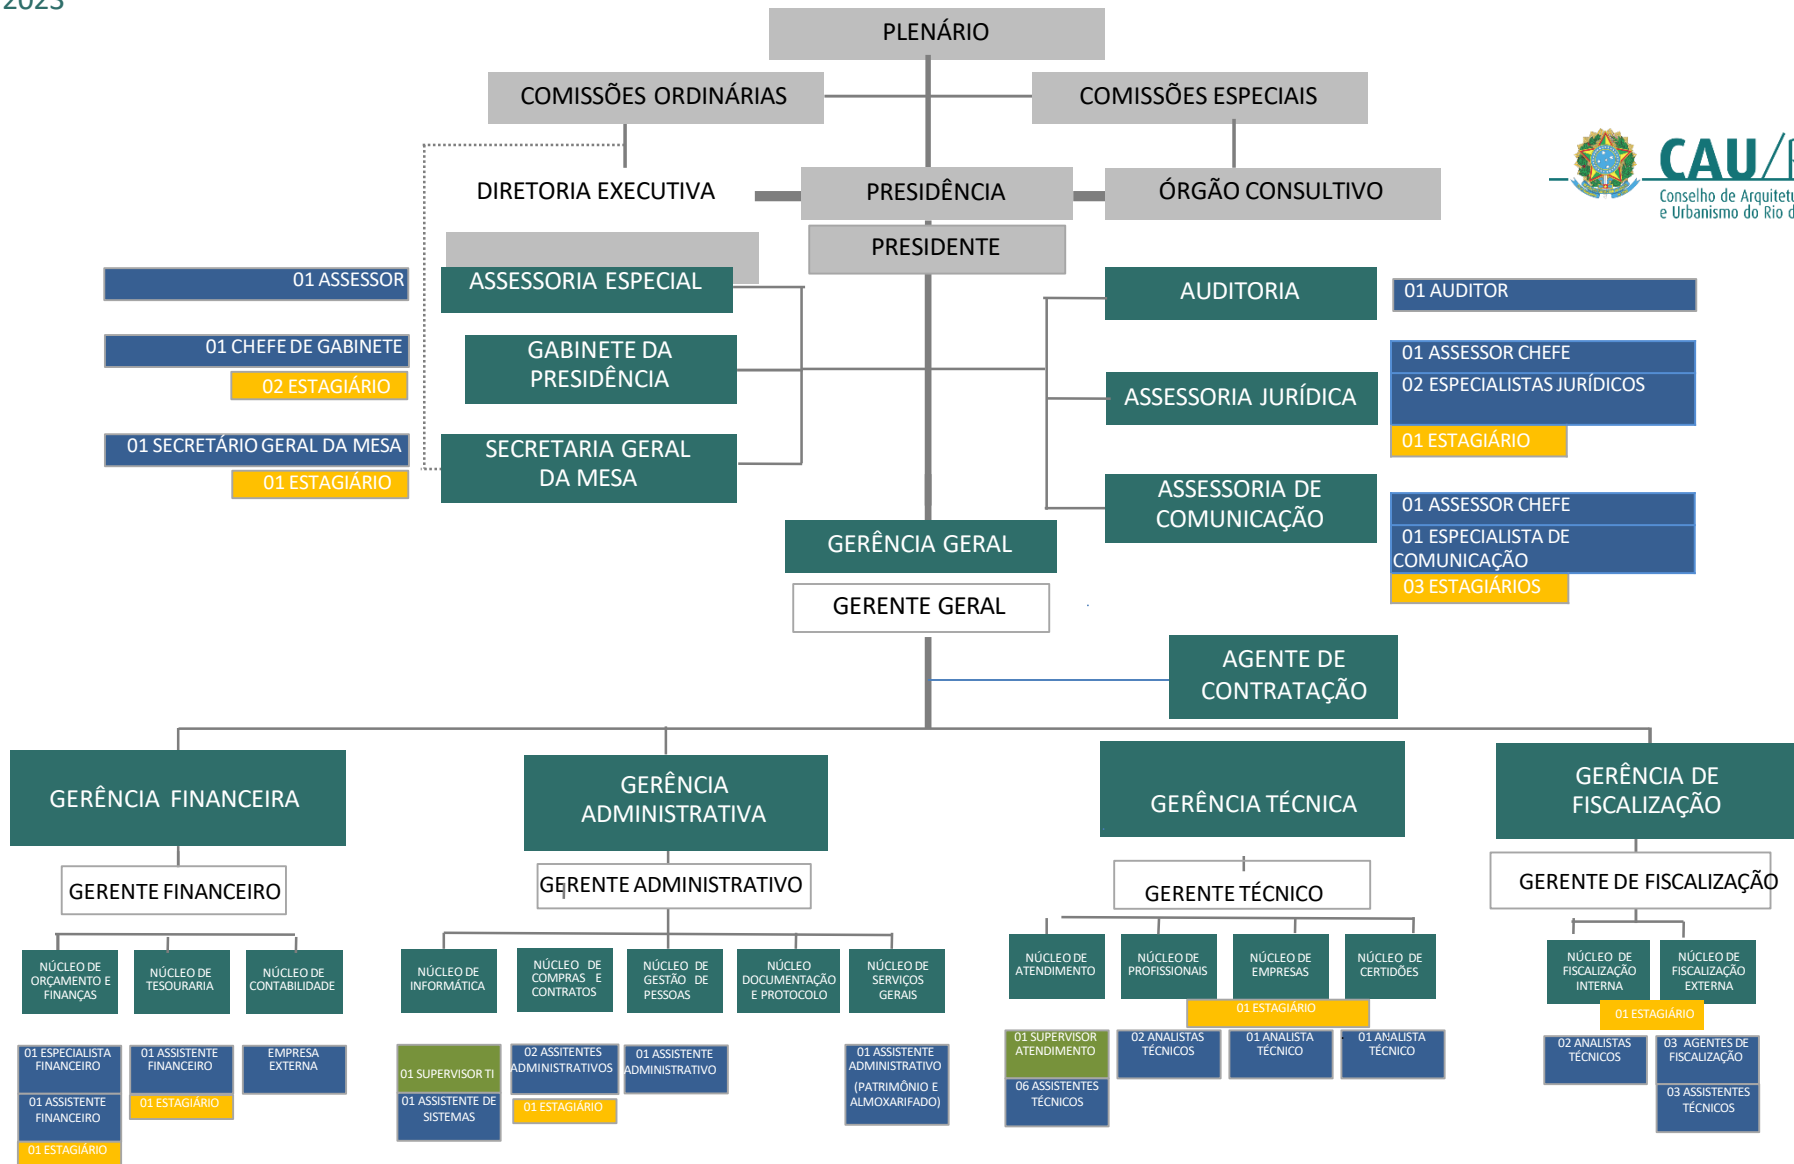 2023
PLENÁRIO
COMISSÕES ORDINÁRIAS
COMISSÕES ESPECIAIS
CAU/
Conselho de Arquitetu
e Urbanismo do Rio d
DIRETORIA EXECUTIVA
PRESIDÊNCIA
ÓRGÃO CONSULTIVO
PRESIDENTE
01 ASSESSOR
ASSESSORIA ESPECIAL
AUDITORIA
01 AUDITOR
01 CHEFE DE GABINETE
02 ESTAGIÁRIO
GABINETE DA
PRESIDÊNCIA
ASSESSORIA JURÍDICA
01 ASSESSOR CHEFE
02 ESPECIALISTAS JURÍDICOS
01 ESTAGIÁRIO
01 SECRETÁRIO GERAL DA MESA
01 ESTAGIÁRIO
SECRETARIA GERAL
DA MESA
ASSESSORIA DE
COMUNICAÇÃO
01 ASSESSOR CHEFE
01 ESPECIALISTA DE
COMUNICAÇÃO
03 ESTAGIÁRIOS
GERÊNCIA GERAL
GERENTE GERAL
AGENTE DE
CONTRATAÇÃO
GERÊNCIA FINANCEIRA
GERÊNCIA
ADMINISTRATIVA
GERÊNCIA TÉCNICA
GERÊNCIA DE
FISCALIZAÇÃO
GERENTE FINANCEIRO
GERENTE ADMINISTRATIVO
GERENTE TÉCNICO
GERENTE DE FISCALIZAÇÃO
NÚCLEO DE
ORÇAMENTO E
FINANÇAS
NÚCLEO DE
TESOURARIA
NÚCLEO DE
CONTABILIDADE
NÚCLEO DE
INFORMÁTICA
NÚCLEO DE
COMPRAS E
CONTRATOS
NÚCLEO DE
GESTÃO DE
PESSOAS
NÚCLEO
DOCUMENTAÇÃO
E PROTOCOLO
NÚCLEO DE
SERVIÇOS
GERAIS
NÚCLEO DE
ATENDIMENTO
NÚCLEO DE
PROFISSIONAIS
NÚCLEO DE
EMPRESAS
NÚCLEO DE
CERTIDÕES
NÚCLEO DE
FISCALIZAÇÃO
INTERNA
NÚCLEO DE
FISCALIZAÇÃO
EXTERNA
01 ESTAGIÁRIO
01 ESTAGIÁRIO
01 ESPECIALISTA
FINANCEIRO
01 ASSISTENTE
FINANCEIRO
01 ESTAGIÁRIO
01 ASSISTENTE
FINANCEIRO
01 ESTAGIÁRIO
EMPRESA
EXTERNA
01 SUPERVISOR TI
01 ASSISTENTE DE
SISTEMAS
02 ASSITENTES
ADMINISTRATIVOS
01 ESTAGIÁRIO
01 ASSISTENTE
ADMINISTRATIVO
01 ASSISTENTE
ADMINISTRATIVO
(PATRIMÔNIO E
ALMOXARIFADO)
01 SUPERVISOR
ATENDIMENTO
06 ASSISTENTES
TÉCNICOS
02 ANALISTAS
TÉCNICOS
01 ANALISTA
TÉCNICO
01 ANALISTA
TÉCNICO
02 ANALISTAS
TÉCNICOS
03 AGENTES DE
FISCALIZAÇÃO
03 ASSISTENTES
TÉCNICOS